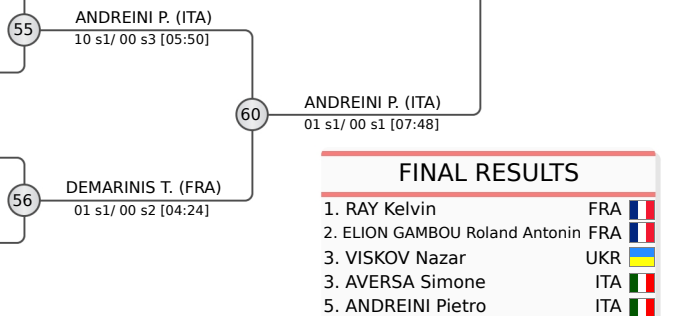 55
ANDREINI P. (ITA)
10 s1/ 00 s3 [05:50]
60
ANDREINI P. (ITA)
01 s1/ 00 s1 [07:48]
56
DEMARINIS T. (FRA)
01 s1/ 00 s2 [04:24]
FINAL RESULTS
1. RAY Kelvin FRA
2. ELION GAMBOU Roland Antonin FRA
3. VISKOV Nazar UKR
3. AVERSA Simone ITA
5. ANDREINI Pietro ITA